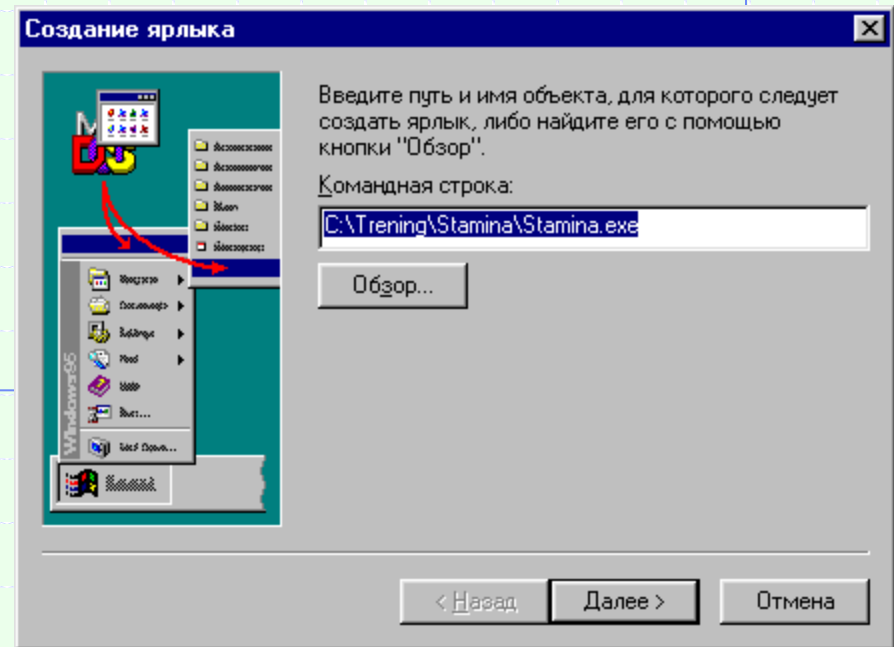 Создание ярлыка
Введите путь и имя объекта, для которого следует
создать ярлык, либо найдите его с помощью
кнопки "Обзор".
Командная строка:
C:\Trening\Stamina\Stamina.exe
Обзор...
Windows95
< Назад
Далее >
Отмена